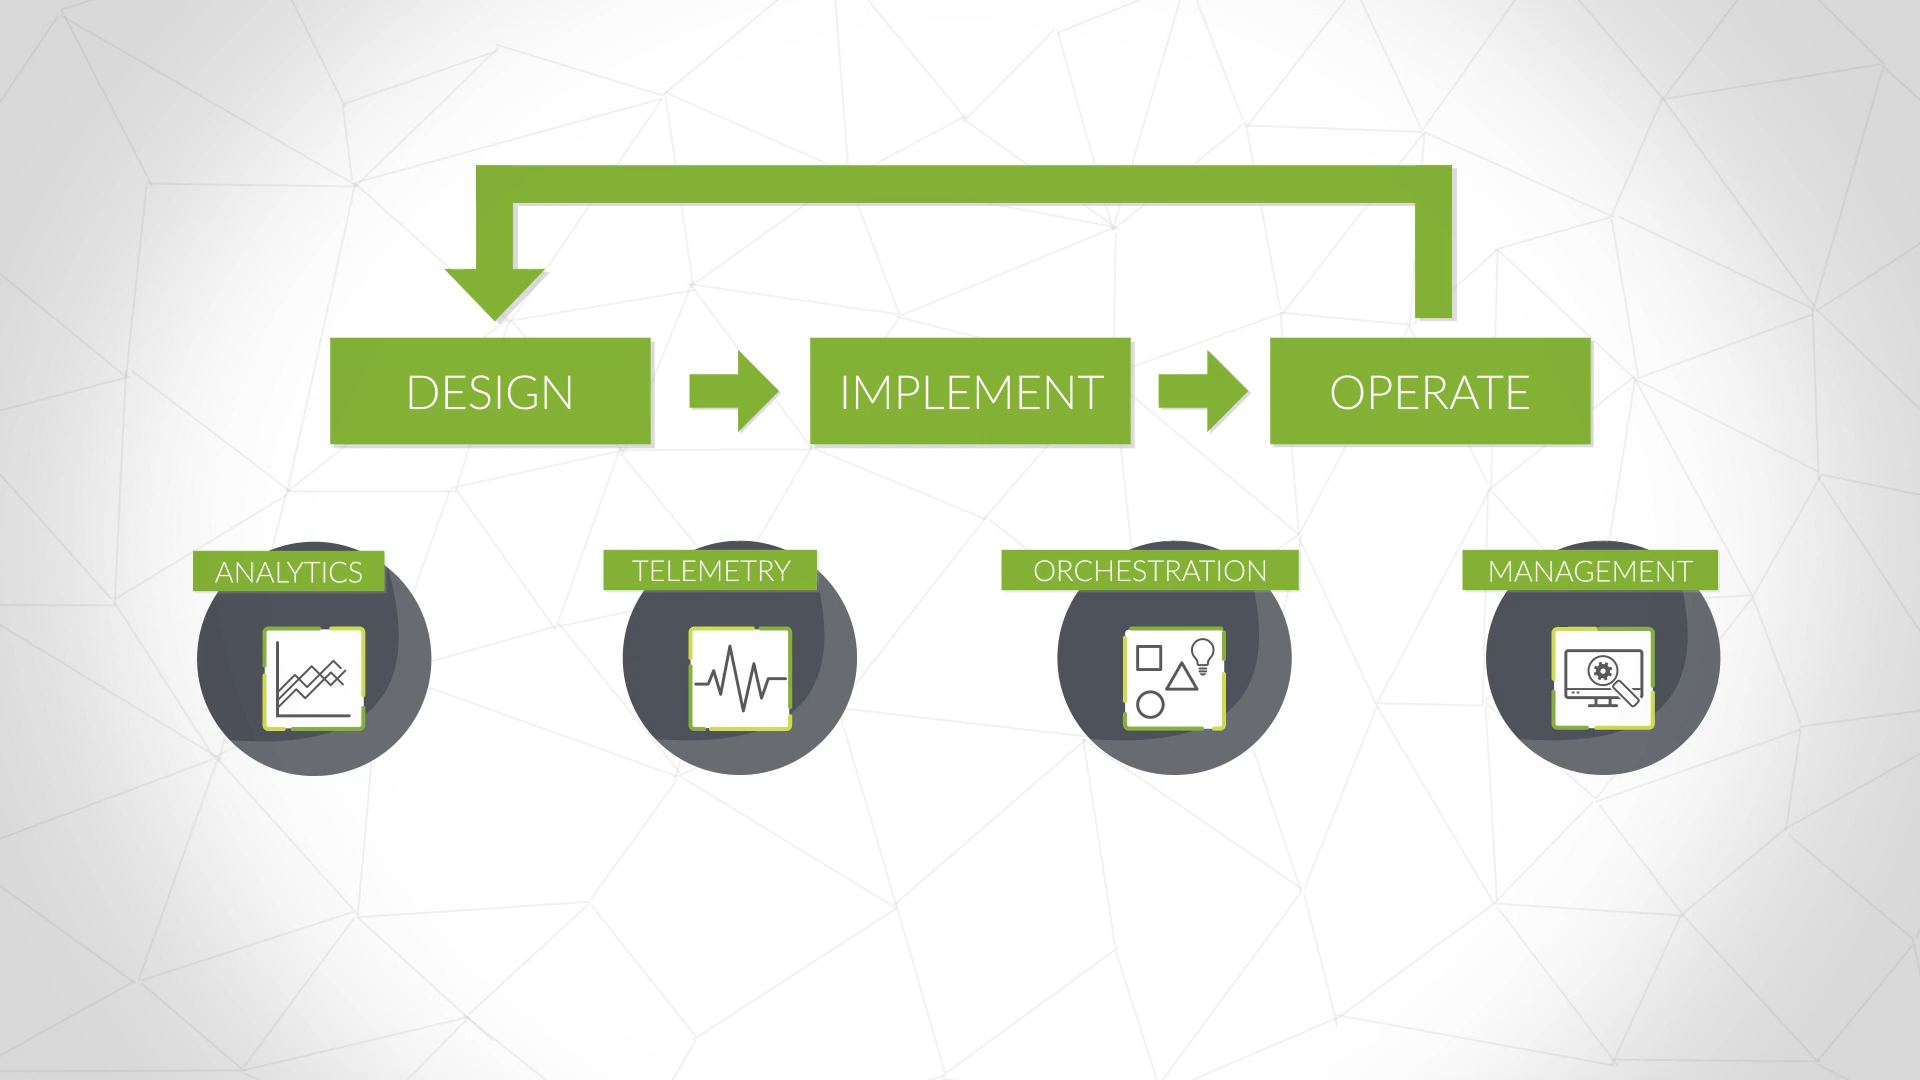 DESIGN
IMPLEMENT
OPERATE
ANALYTICS
TELEMETRY
ORCHESTRATION
MANAGEMENT